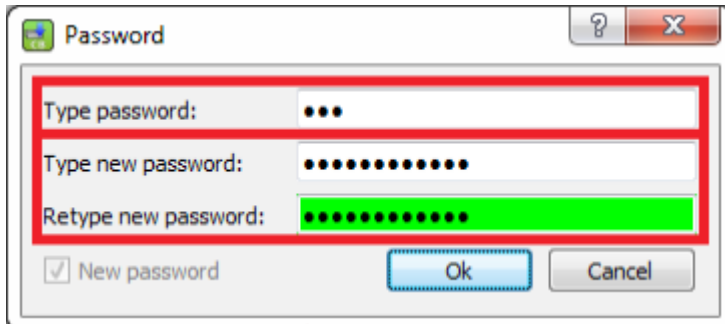 Password
Type password: •••
Type new password: ••••••••••••
Retype new password: ••••••••••••
New password
Ok
Cancel